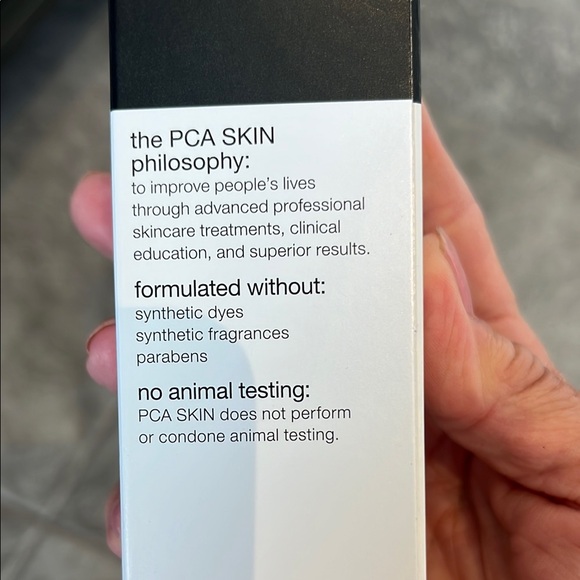 the PCA SKIN
philosophy:
to improve people's lives
through advanced professional
skincare treatments, clinical
education, and superior results.
formulated without:
synthetic dyes
synthetic fragrances
parabens
no animal testing:
PCA SKIN does not perform
or condone animal testing.